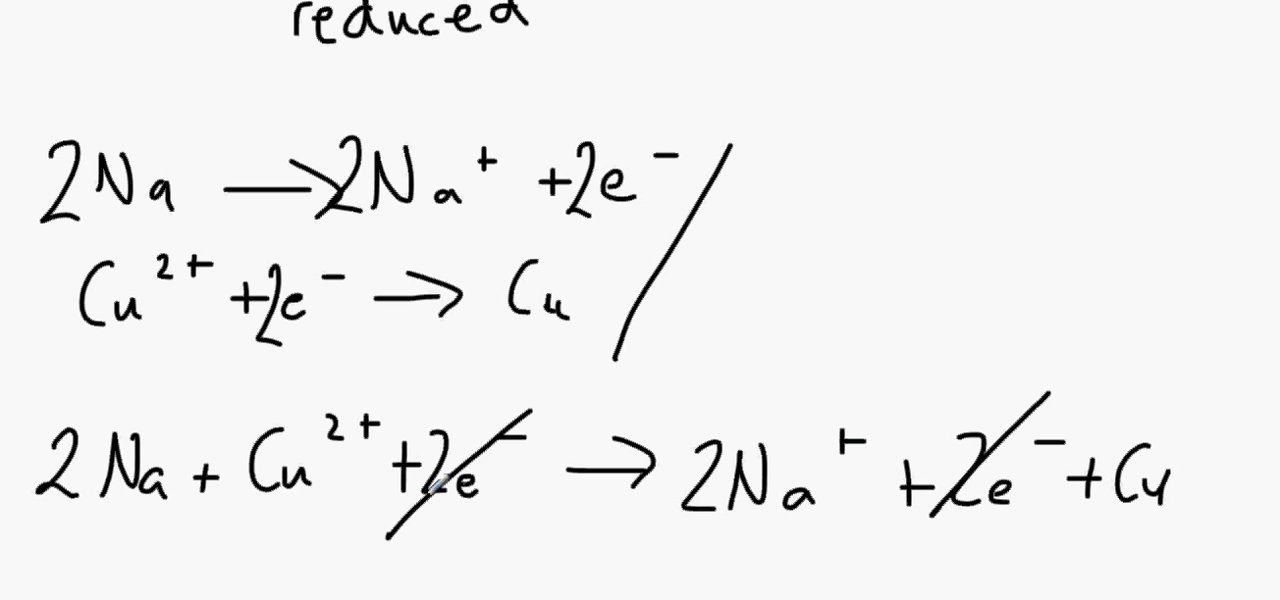 reduced
2Na → 2Na⁺ + 2e⁻
Cu²⁺ + 2e⁻ → Cu
2Na + Cu²⁺ + 2e⁻ → 2Na⁺ + 2e⁻ + Cu